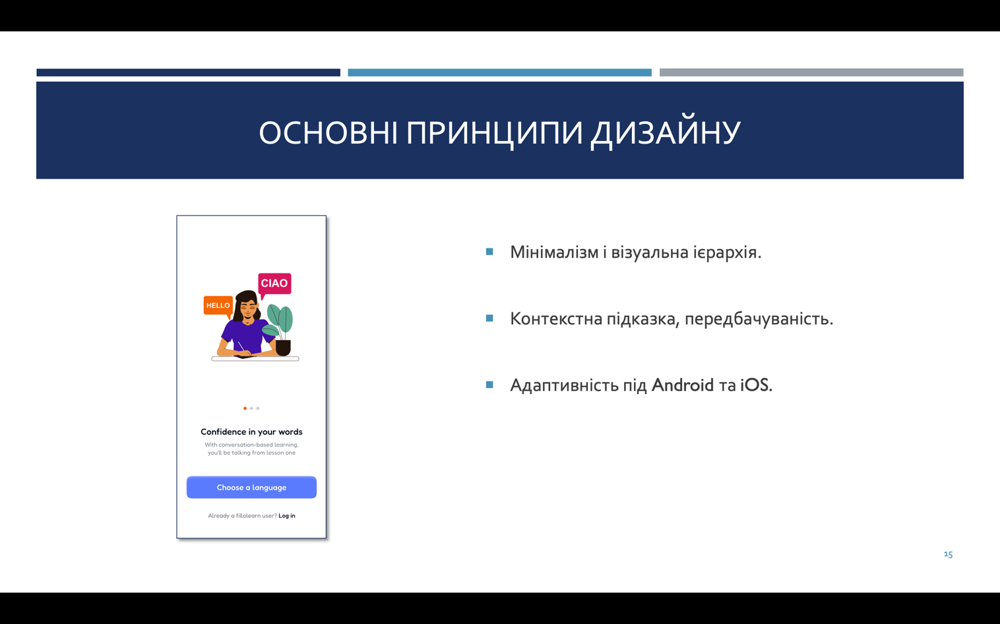 ОСНОВНІ ПРИНЦИПИ ДИЗАЙНУ
CIAO
HELLO
Confidence in your words
With conversation-based learning,
you'll be talking from lesson one
Choose a language
Already a fillolearn user? Log in
Мінімалізм і візуальна ієрархія.
Контекстна підказка, передбачуваність.
Адаптивність під Android та iOS.
15